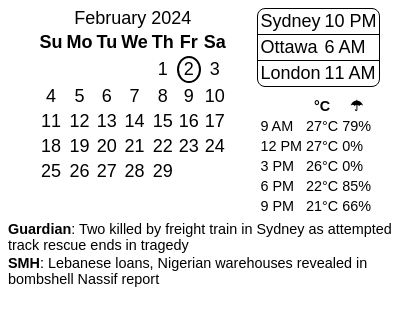 February 2024
Su Mo Tu We Th Fr Sa
1 2 3
4 5 6 7 8 9 10
11 12 13 14 15 16 17
18 19 20 21 22 23 24
25 26 27 28 29
Sydney 10 PM
Ottawa 6 AM
London 11 AM
°C ☂
9 AM 27°C 79%
12 PM 27°C 0%
3 PM 26°C 0%
6 PM 22°C 85%
9 PM 21°C 66%
Guardian: Two killed by freight train in Sydney as attempted
track rescue ends in tragedy
SMH: Lebanese loans, Nigerian warehouses revealed in
bombshell Nassif report